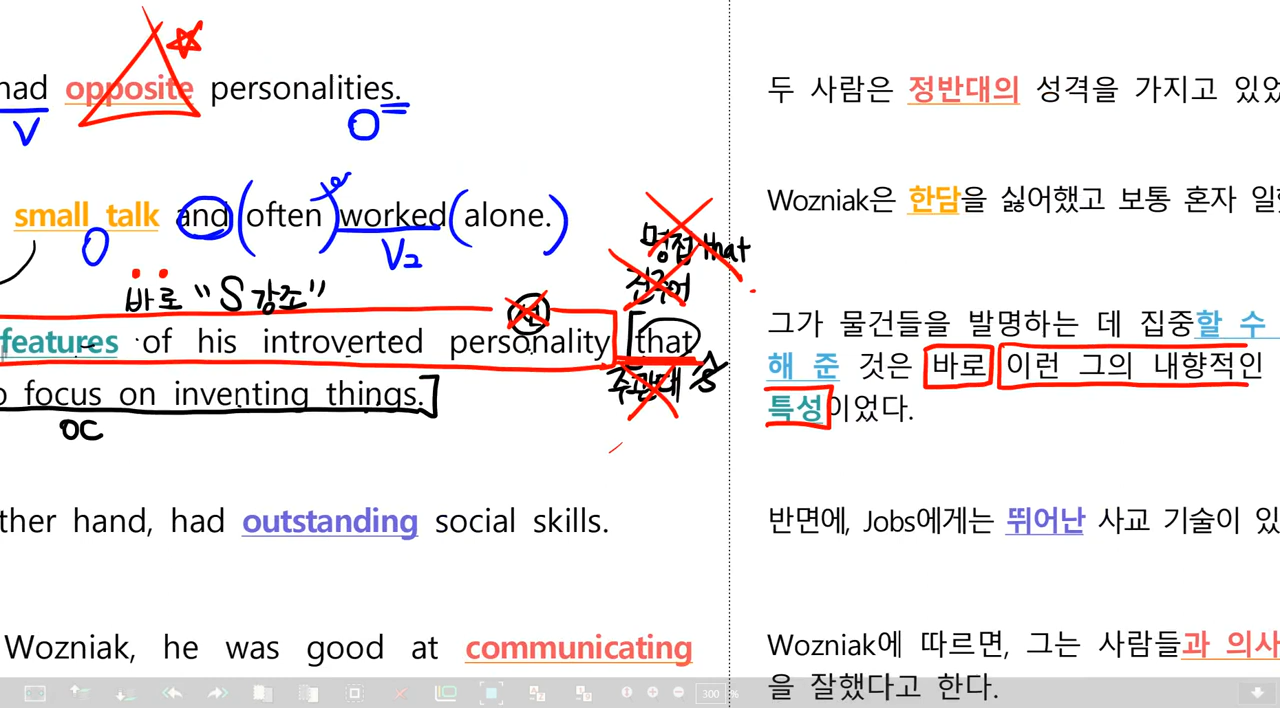 had opposite personalities.
V O
small talk and (often) worked (alone.)
O V2
명접 that
바로 "S 강조"
선
features of his introverted personality [that
주관대 S
o focus on inventing things.]
OC
ther hand, had outstanding social skills.
Wozniak, he was good at communicating
두 사람은 정반대의 성격을 가지고 있었
Wozniak은 한담을 싫어했고 보통 혼자 일했
그가 물건들을 발명하는 데 집중할 수
해 준 것은 바로 이런 그의 내향적인
특성이었다.
반면에, Jobs에게는 뛰어난 사교 기술이 있
Wozniak에 따르면, 그는 사람들과 의사
을 잘했다고 한다.
300 %